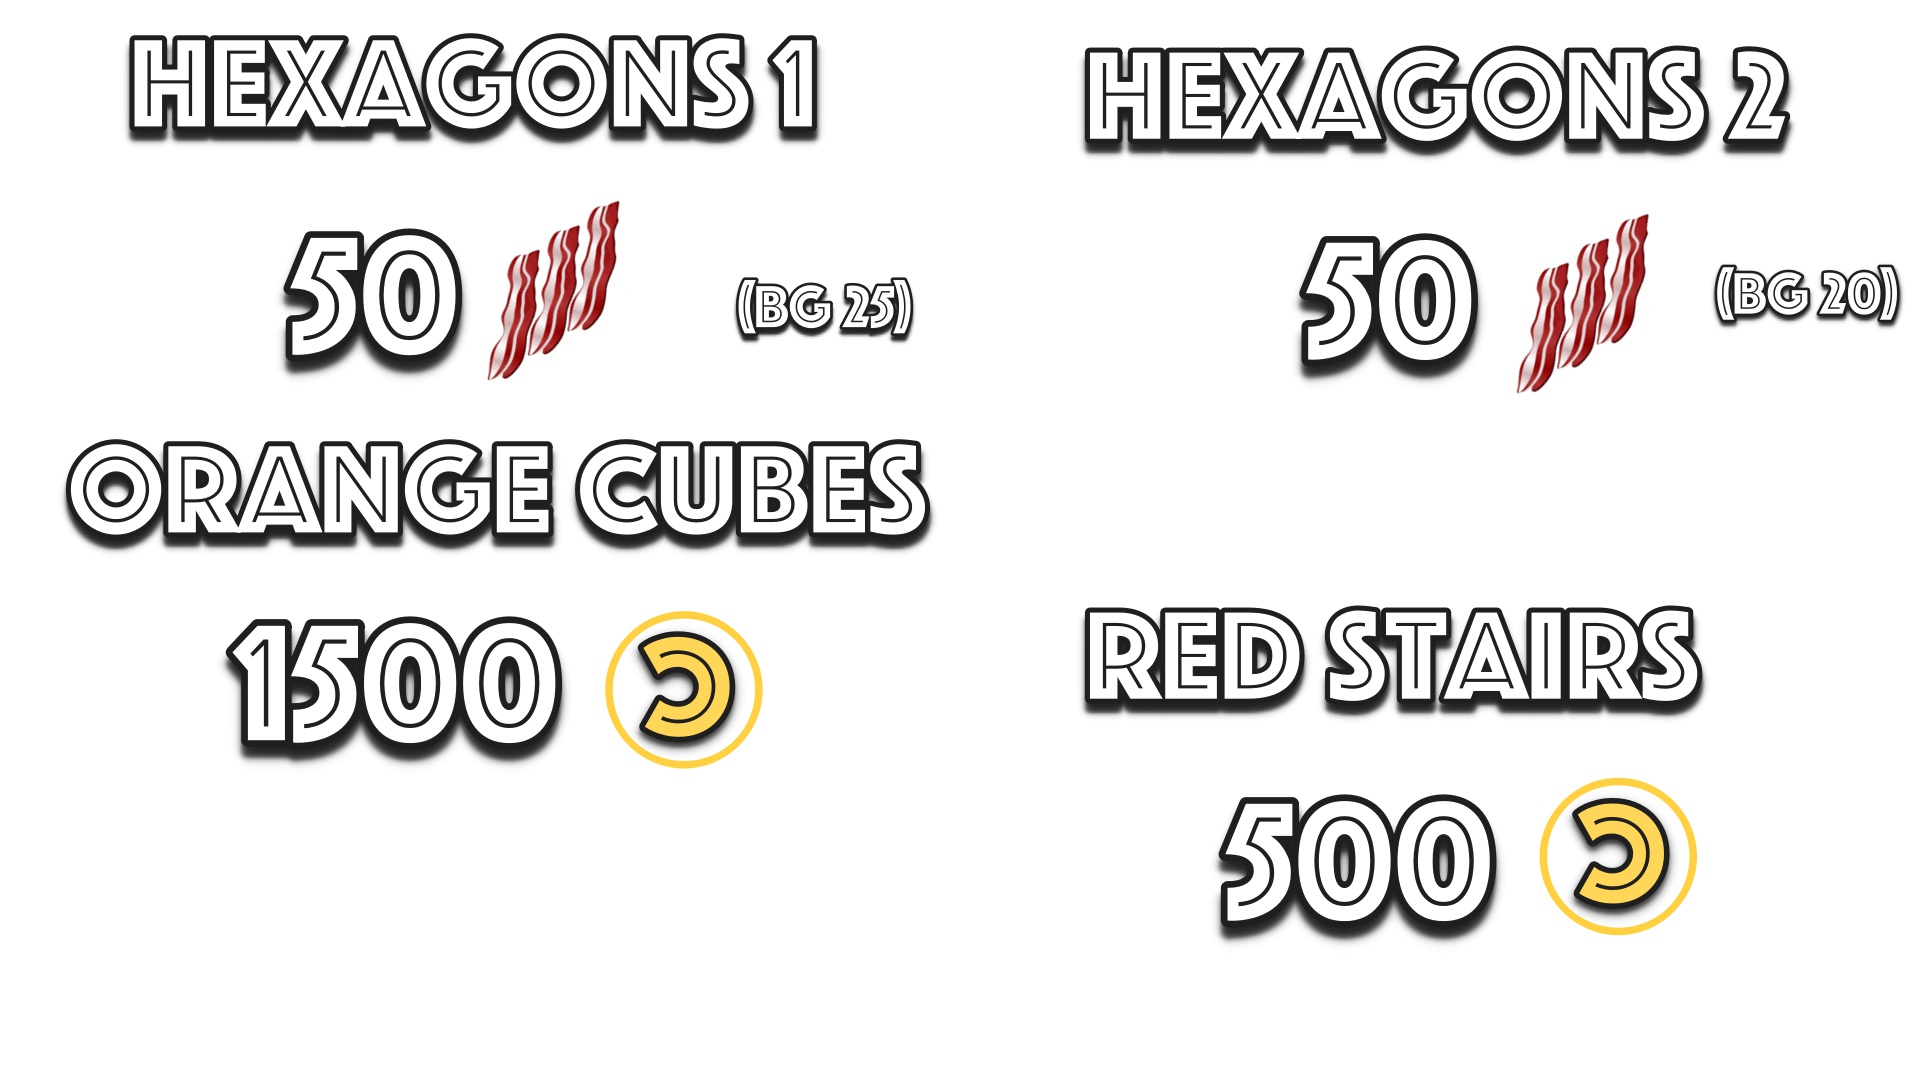 HEXAGONS 1
50
(BG 25)
HEXAGONS 2
50
(BG 20)
ORANGE CUBES
1500
RED STAIRS
500